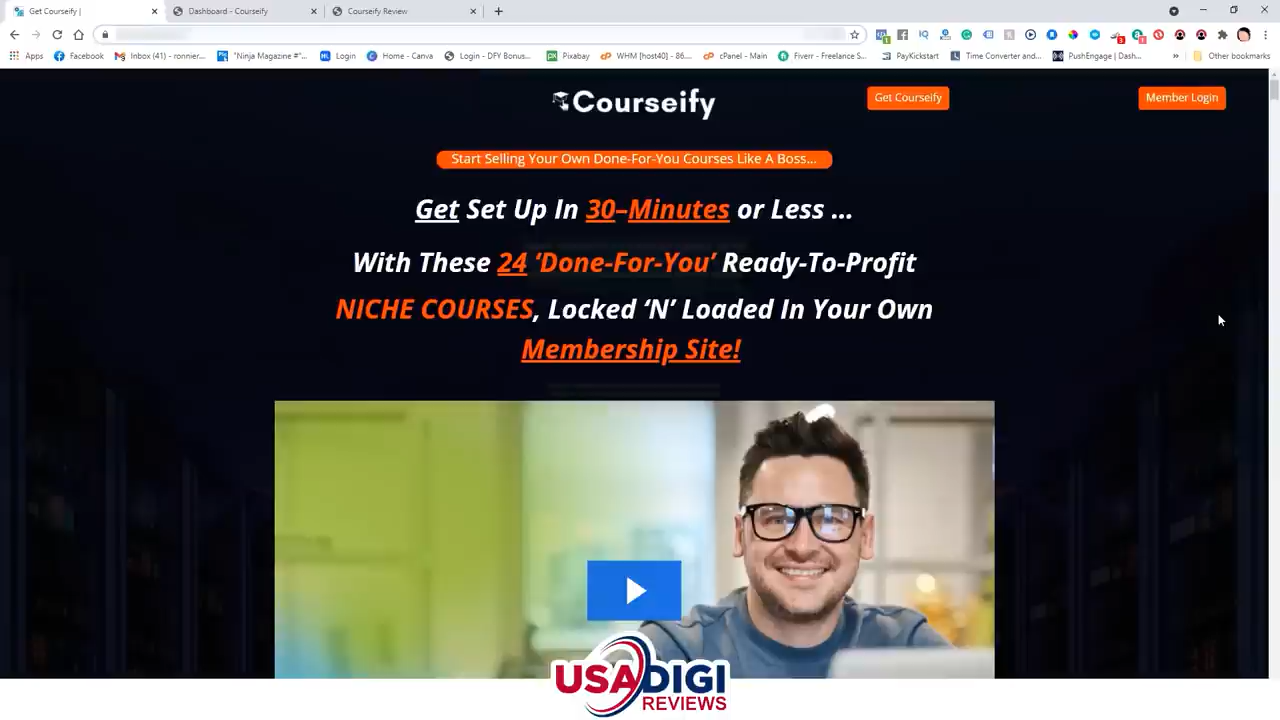 Get Courseify |
Dashboard - Courseify
Courseify Review
Apps
Facebook
Inbox (41) - ronnier...
"Ninja Magazine #"...
Login
Home - Canva
Login - DFY Bonus...
Pixabay
WHM [host40] - 86....
cPanel - Main
Fiverr - Freelance S...
PayKickstart
Time Converter and...
PushEngage | Dash...
»
Other bookmarks
Courseify
Get Courseify
Member Login
Start Selling Your Own Done-For-You Courses Like A Boss...
Get Set Up In 30–Minutes or Less ...
With These 24 ‘Done-For-You’ Ready-To-Profit
NICHE COURSES, Locked ‘N’ Loaded In Your Own
Membership Site!
USADIGI
REVIEWS